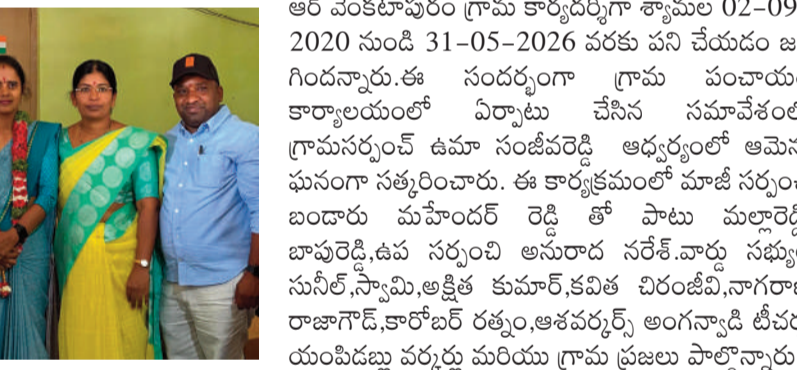 ఆర్ వెంకటాపురం గ్రామ కార్యదర్శిగా శ్యామల 02-09
2020 నుండి 31-05-2026 వరకు పని చేయడం జ
గిందన్నారు.ఈ సందర్భంగా గ్రామ పంచాయ
కార్యాలయంలో ఏర్పాటు చేసిన సమావేశంల
గ్రామసర్పంచ్ ఉమా సంజీవరెడ్డి ఆధ్వర్యంలో ఆమెన
ఘనంగా సత్కరించారు. ఈ కార్యక్రమంలో మాజీ సర్పంచ
బండారు మహేందర్ రెడ్డి తో పాటు మల్లారెడ్డి
బాపురెడ్డి,ఉప సర్పంచి అనురాద నరేశ్.వార్డు సభ్యుల
సునీల్,స్వామి,అక్షిత కుమార్,కవిత చిరంజీవి,నాగరాజ
రాజాగౌడ్,కారోబర్ రత్నం,ఆశవర్కర్స్ అంగన్వాడి టీచర
యంపిడబ్లు వర్కర్లు మరియు గ్రామ ప్రజలు పాల్గొన్నారు